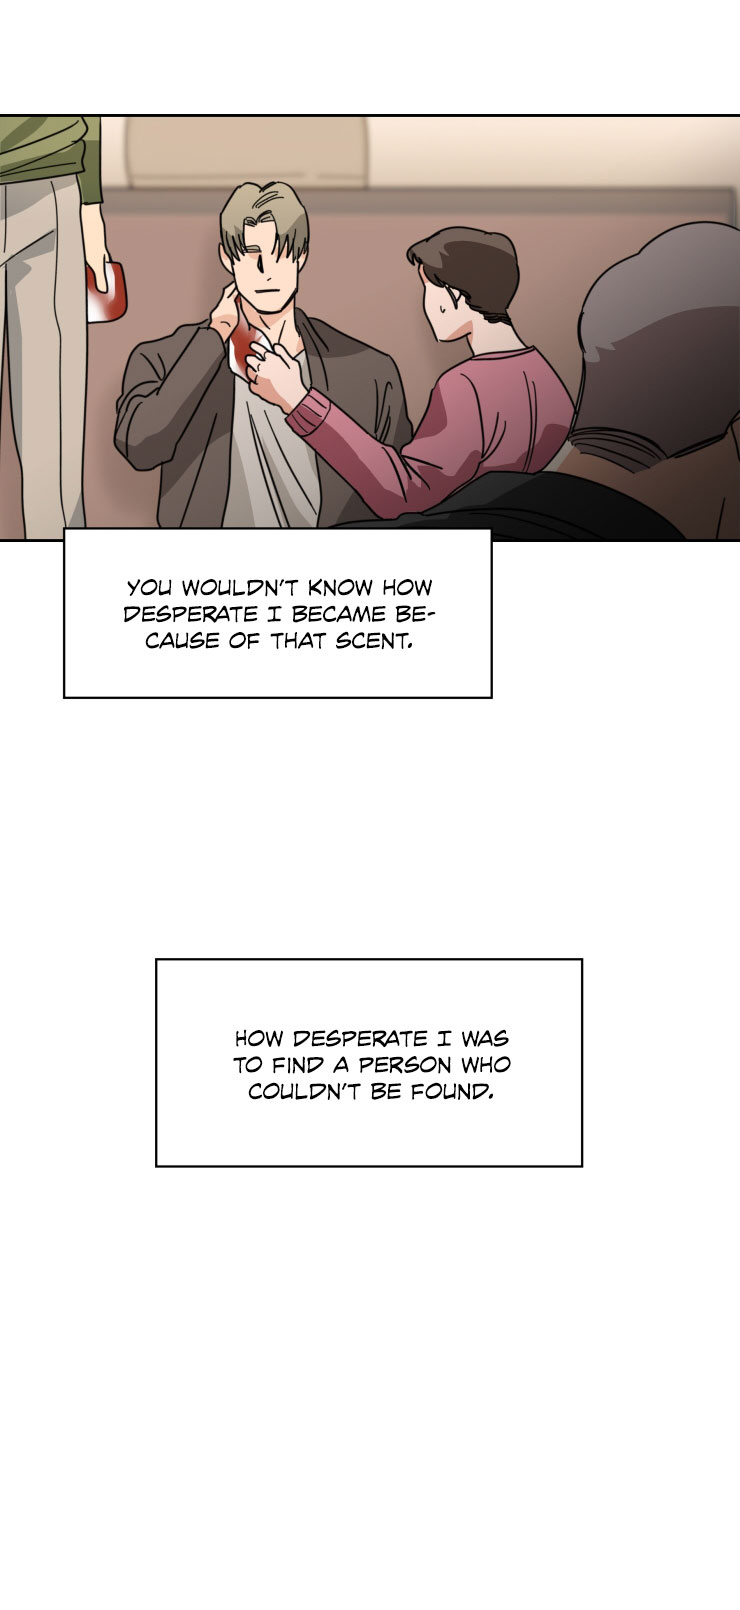 YOU WOULDN'T KNOW HOW
DESPERATE I BECAME BE-
CAUSE OF THAT SCENT.
HOW DESPERATE I WAS
TO FIND A PERSON WHO
COULDN'T BE FOUND.